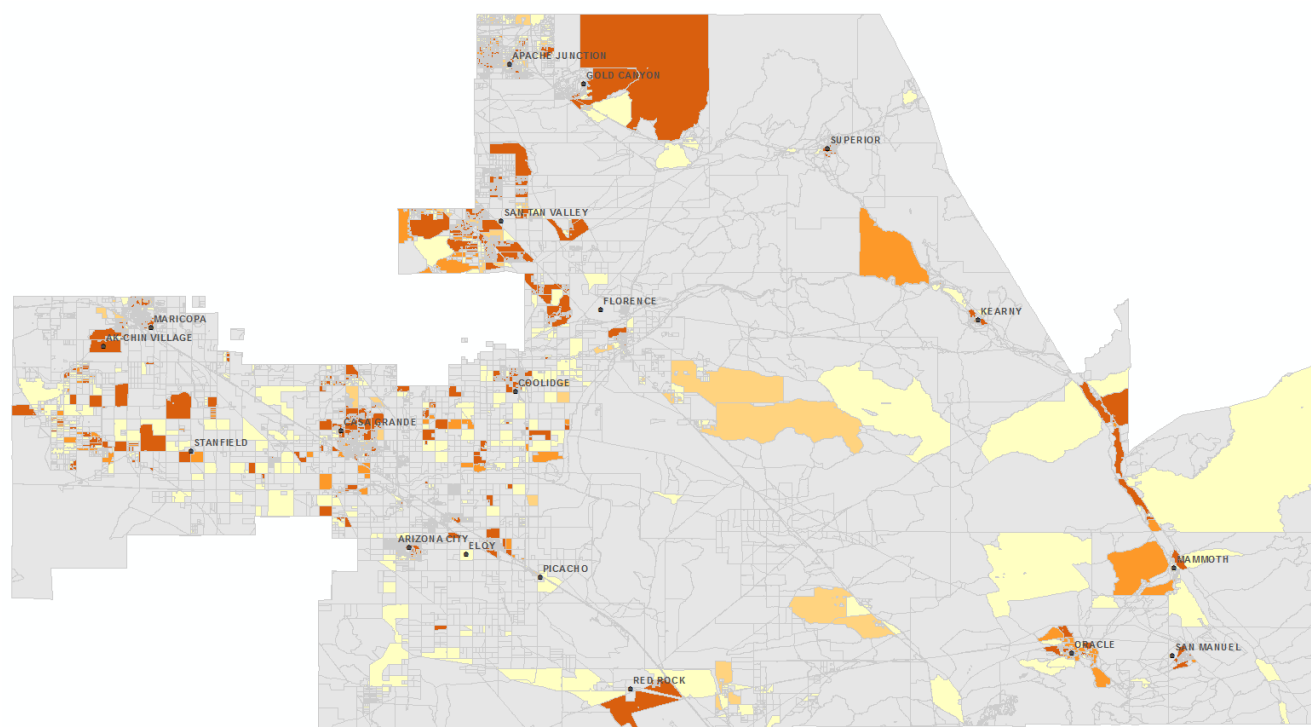 APACHE JUNCTION
GOLD CANYON
SUPERIOR
SAN TAN VALLEY
FLORENCE
KEARNY
MARICOPA
AK-CHIN VILLAGE
COOLIDGE
CASA GRANDE
STANFIELD
ARIZONA CITY
ELOY
PICACHO
MAMMOTH
ORACLE
SAN MANUEL
RED ROCK